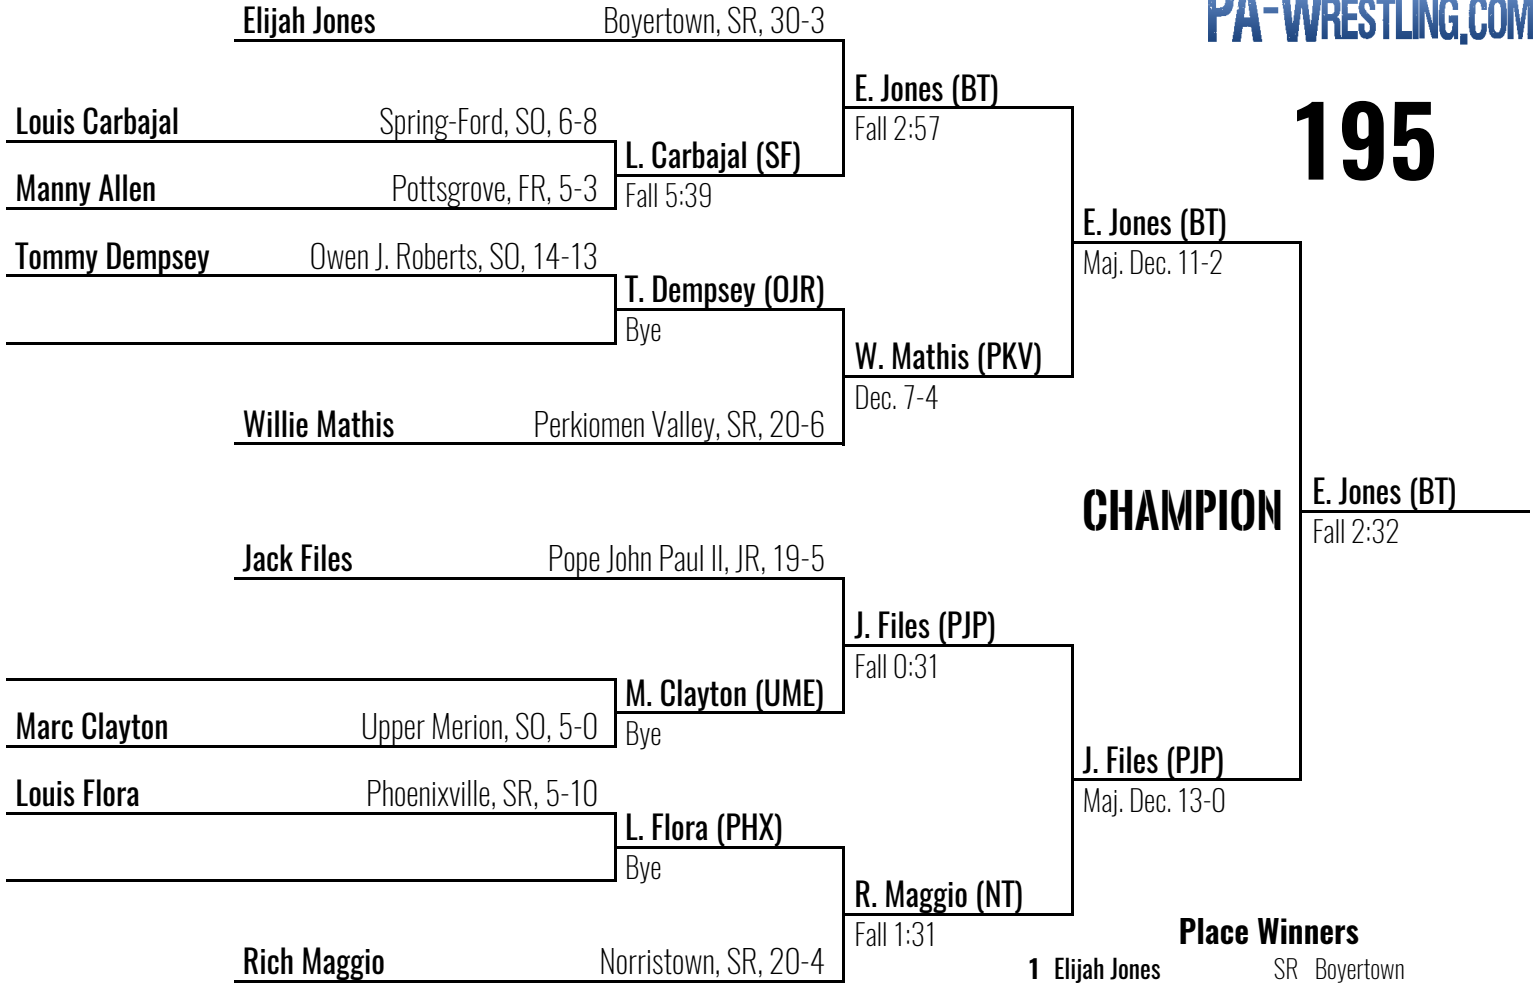 PA-WRESTLING.COM
195
Elijah Jones Boyertown, SR, 30-3
E. Jones (BT)
Fall 2:57
Louis Carbajal Spring-Ford, SO, 6-8
L. Carbajal (SF)
Fall 5:39
Manny Allen Pottsgrove, FR, 5-3
E. Jones (BT)
Maj. Dec. 11-2
Tommy Dempsey Owen J. Roberts, SO, 14-13
T. Dempsey (OJR)
Bye
W. Mathis (PKV)
Dec. 7-4
Willie Mathis Perkiomen Valley, SR, 20-6
CHAMPION
E. Jones (BT)
Fall 2:32
Jack Files Pope John Paul II, JR, 19-5
J. Files (PJP)
Fall 0:31
M. Clayton (UME)
Bye
Marc Clayton Upper Merion, SO, 5-0
J. Files (PJP)
Maj. Dec. 13-0
Louis Flora Phoenixville, SR, 5-10
L. Flora (PHX)
Bye
R. Maggio (NT)
Fall 1:31
Rich Maggio Norristown, SR, 20-4
Place Winners
1 Elijah Jones SR Boyertown